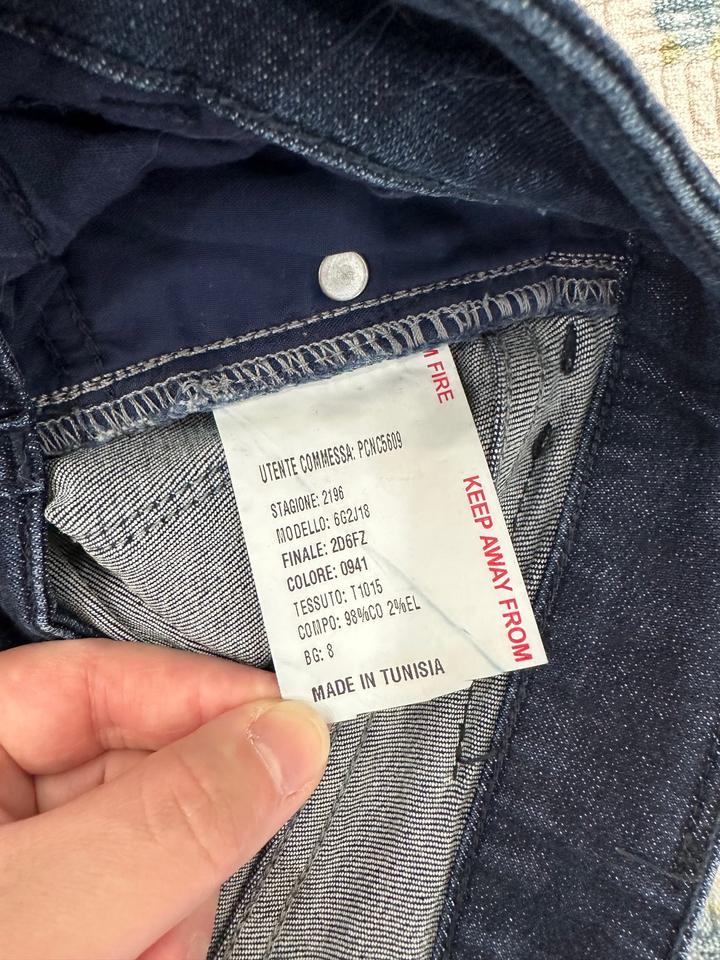 UTENTE COMMESSA: PCNC5609
STAGIONE: 2196
MODELLO: 6G2J18
FINALE: 2D6FZ
COLORE: 0941
TESSUTO: T1015
COMPO: 98%CO 2%EL
BG: 8
MADE IN TUNISIA
KEEP AWAY FROM
FIRE